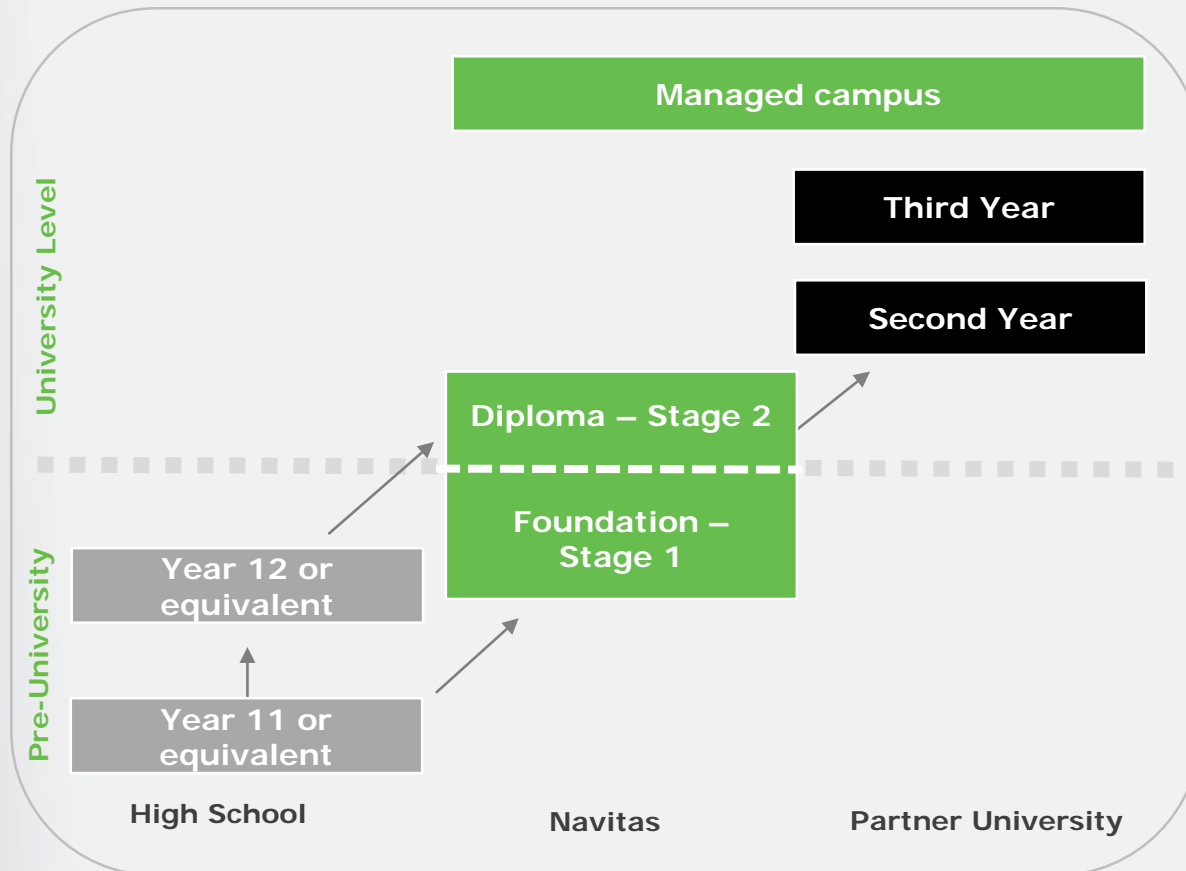 Managed campus
Third Year
Second Year
University Level
Diploma – Stage 2
Foundation –
Stage 1
Year 12 or
equivalent
Pre-University
Year 11 or
equivalent
High School
Navitas
Partner University